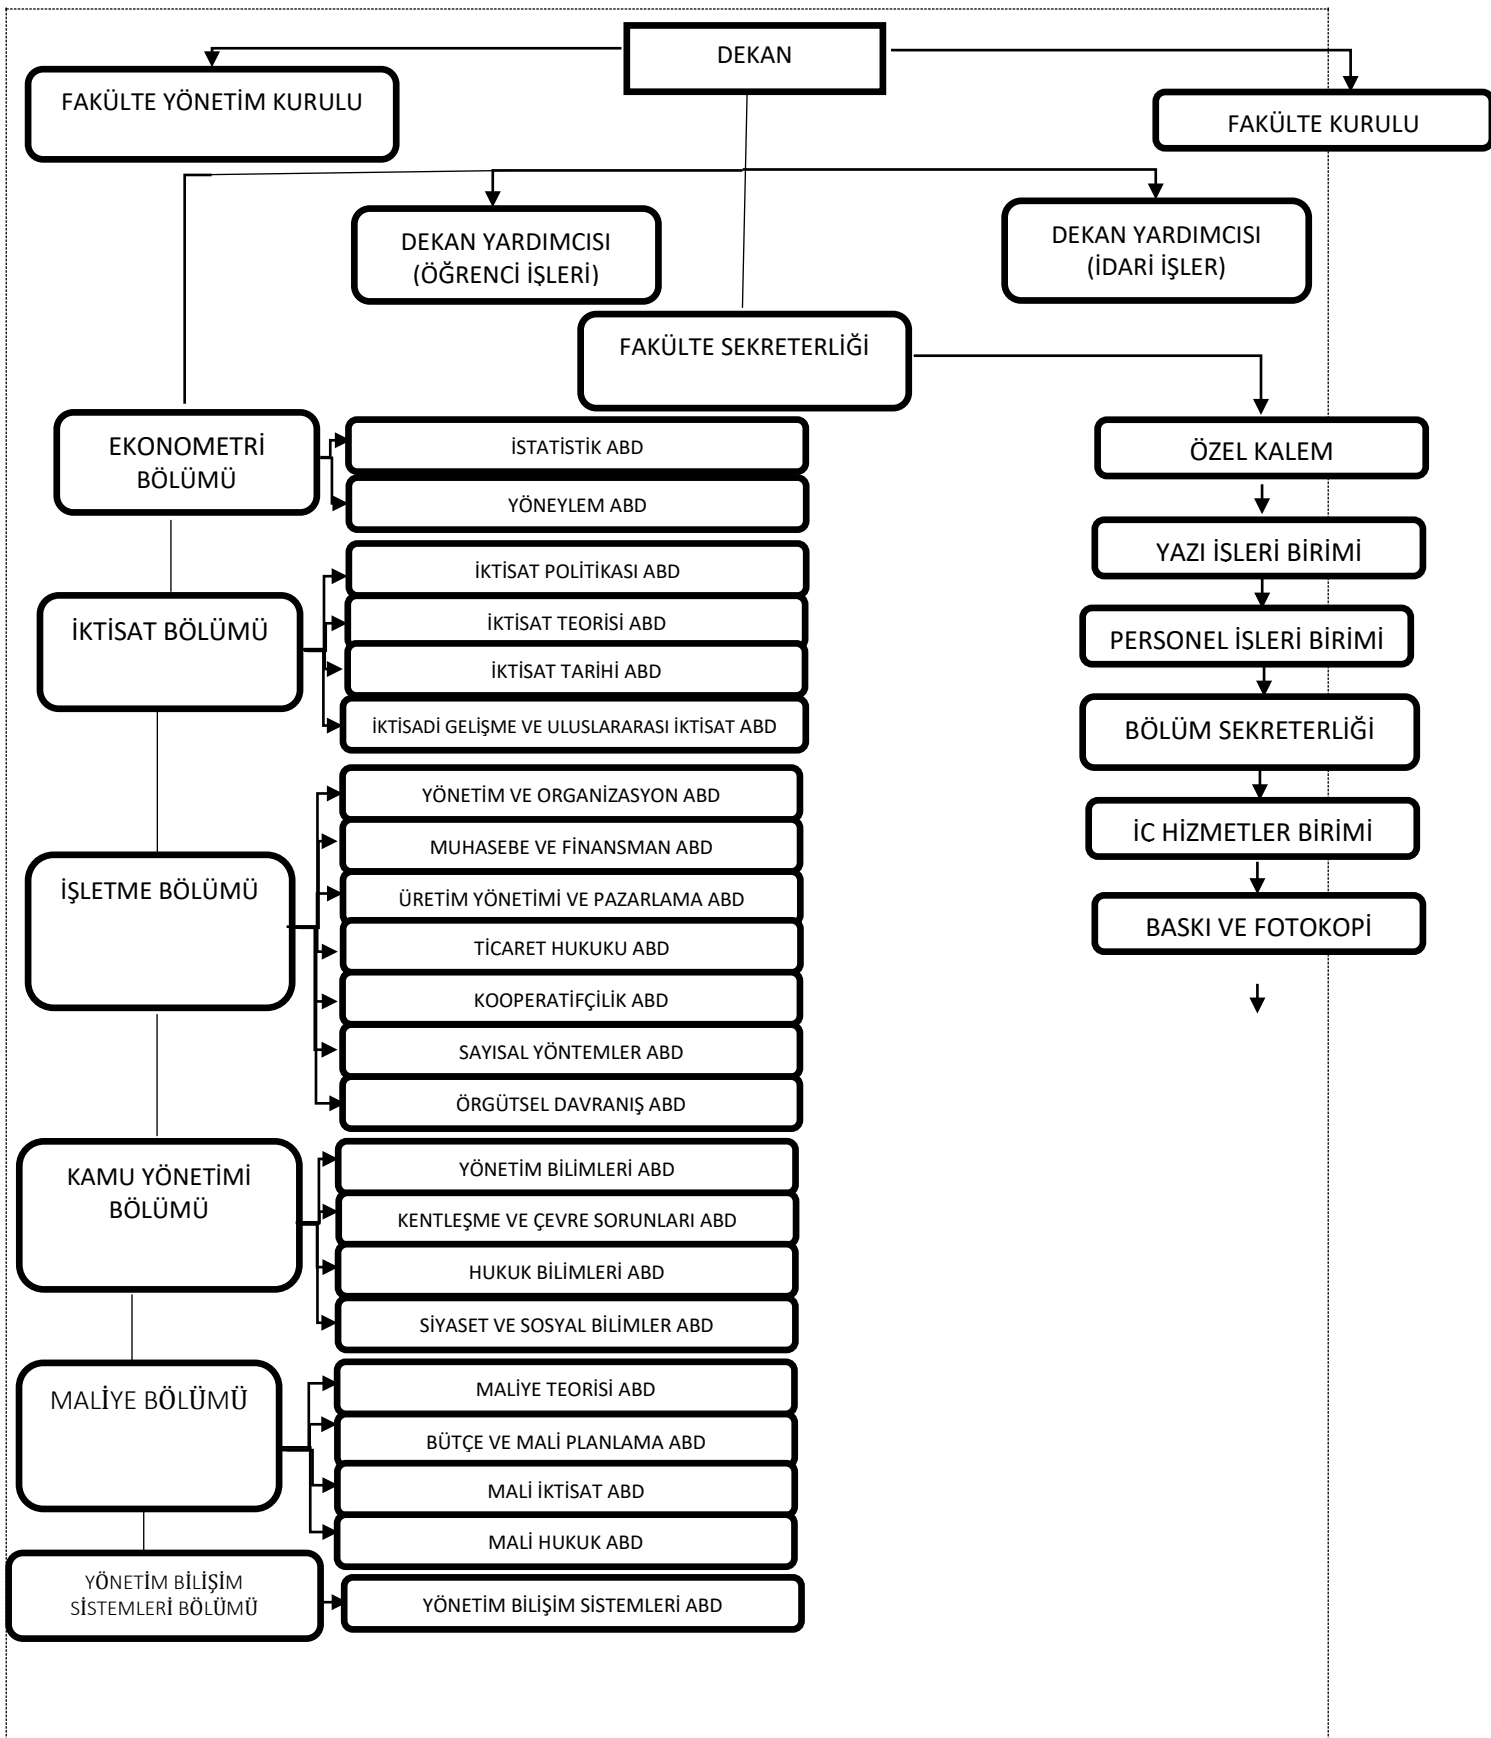 DEKAN
FAKÜLTE YÖNETİM KURULU
FAKÜLTE KURULU
DEKAN YARDIMCISI
(ÖĞRENCİ İŞLERİ)
DEKAN YARDIMCISI
(İDARİ İŞLER)
FAKÜLTE SEKRETERLİĞİ
EKONOMETRİ
BÖLÜMÜ
İSTATİSTİK ABD
YÖNEYLEM ABD
İKTİSAT BÖLÜMÜ
İKTİSAT POLİTİKASI ABD
İKTİSAT TEORİSİ ABD
İKTİSAT TARİHİ ABD
İKTİSADİ GELİŞME VE ULUSLARARASI İKTİSAT ABD
İŞLETME BÖLÜMÜ
YÖNETİM VE ORGANİZASYON ABD
MUHASEBE VE FİNANSMAN ABD
ÜRETİM YÖNETİMİ VE PAZARLAMA ABD
TİCARET HUKUKU ABD
KOOPERATİFÇİLİK ABD
SAYISAL YÖNTEMLER ABD
ÖRGÜTSEL DAVRANIŞ ABD
KAMU YÖNETİMİ
BÖLÜMÜ
YÖNETİM BİLİMLERİ ABD
KENTLEŞME VE ÇEVRE SORUNLARI ABD
HUKUK BİLİMLERİ ABD
SİYASET VE SOSYAL BİLİMLER ABD
MALİYE BÖLÜMÜ
MALİYE TEORİSİ ABD
BÜTÇE VE MALİ PLANLAMA ABD
MALİ İKTİSAT ABD
MALİ HUKUK ABD
YÖNETİM BİLİŞİM
SİSTEMLERİ BÖLÜMÜ
YÖNETİM BİLİŞİM SİSTEMLERİ ABD
ÖZEL KALEM
YAZI İSLERİ BİRİMİ
PERSONEL İSLERİ BİRİMİ
BÖLÜM SEKRETERLİĞİ
İC HİZMETLER BİRİMİ
BASKI VE FOTOKOPİ